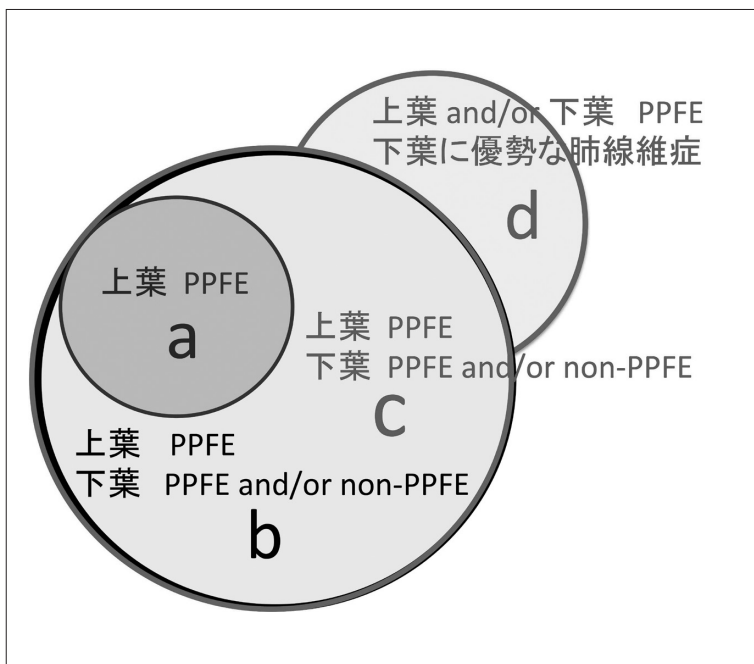 上葉 and/or 下葉 PPFE
下葉に優勢な肺線維症
d
上葉 PPFE
a
上葉 PPFE
下葉 PPFE and/or non-PPFE
c
上葉 PPFE
下葉 PPFE and/or non-PPFE
b